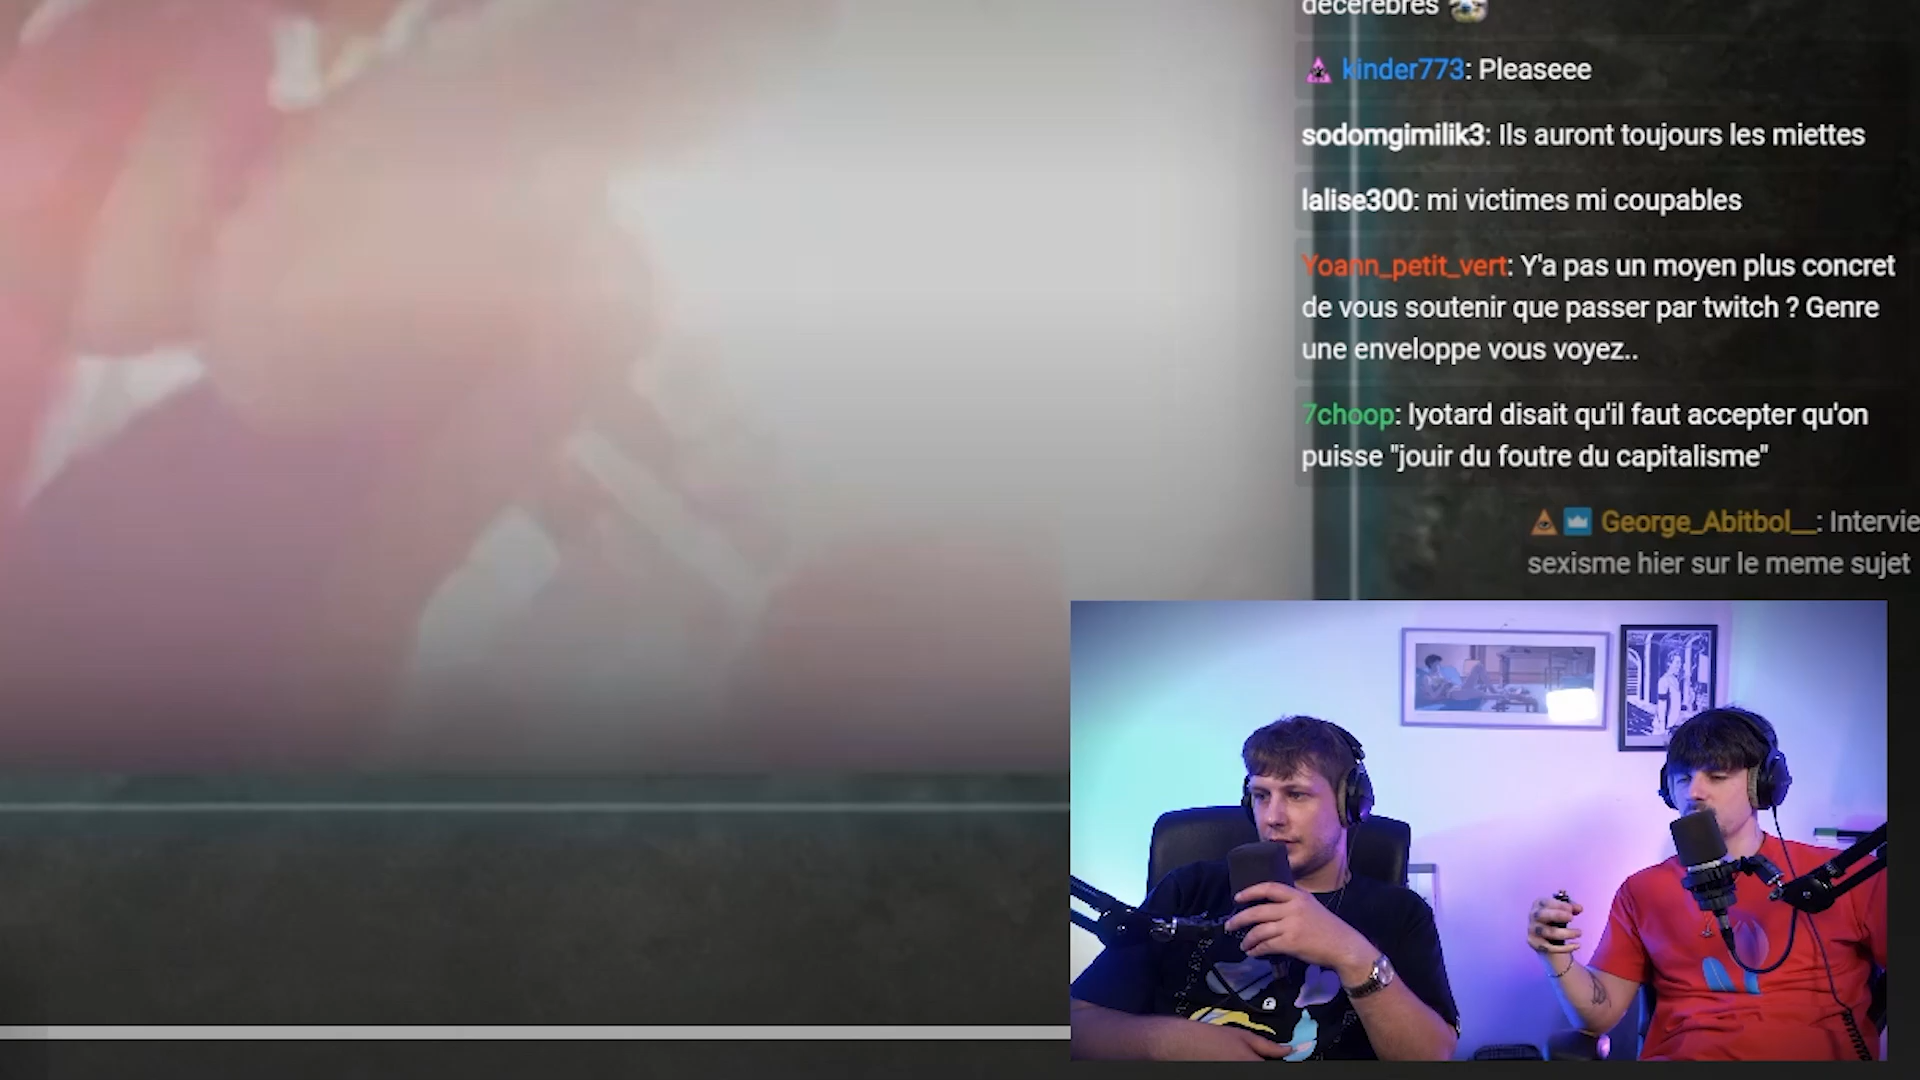 décérébrés
kinder773: Pleaseee
sodomgimilik3: Ils auront toujours les miettes
lalise300: mi victimes mi coupables
Yoann_petit_vert: Y'a pas un moyen plus concret
de vous soutenir que passer par twitch ? Genre
une enveloppe vous voyez..
7choop: lyotard disait qu'il faut accepter qu'on
puisse "jouir du foutre du capitalisme"
George_Abitbol__: Intervie
sexisme hier sur le meme sujet